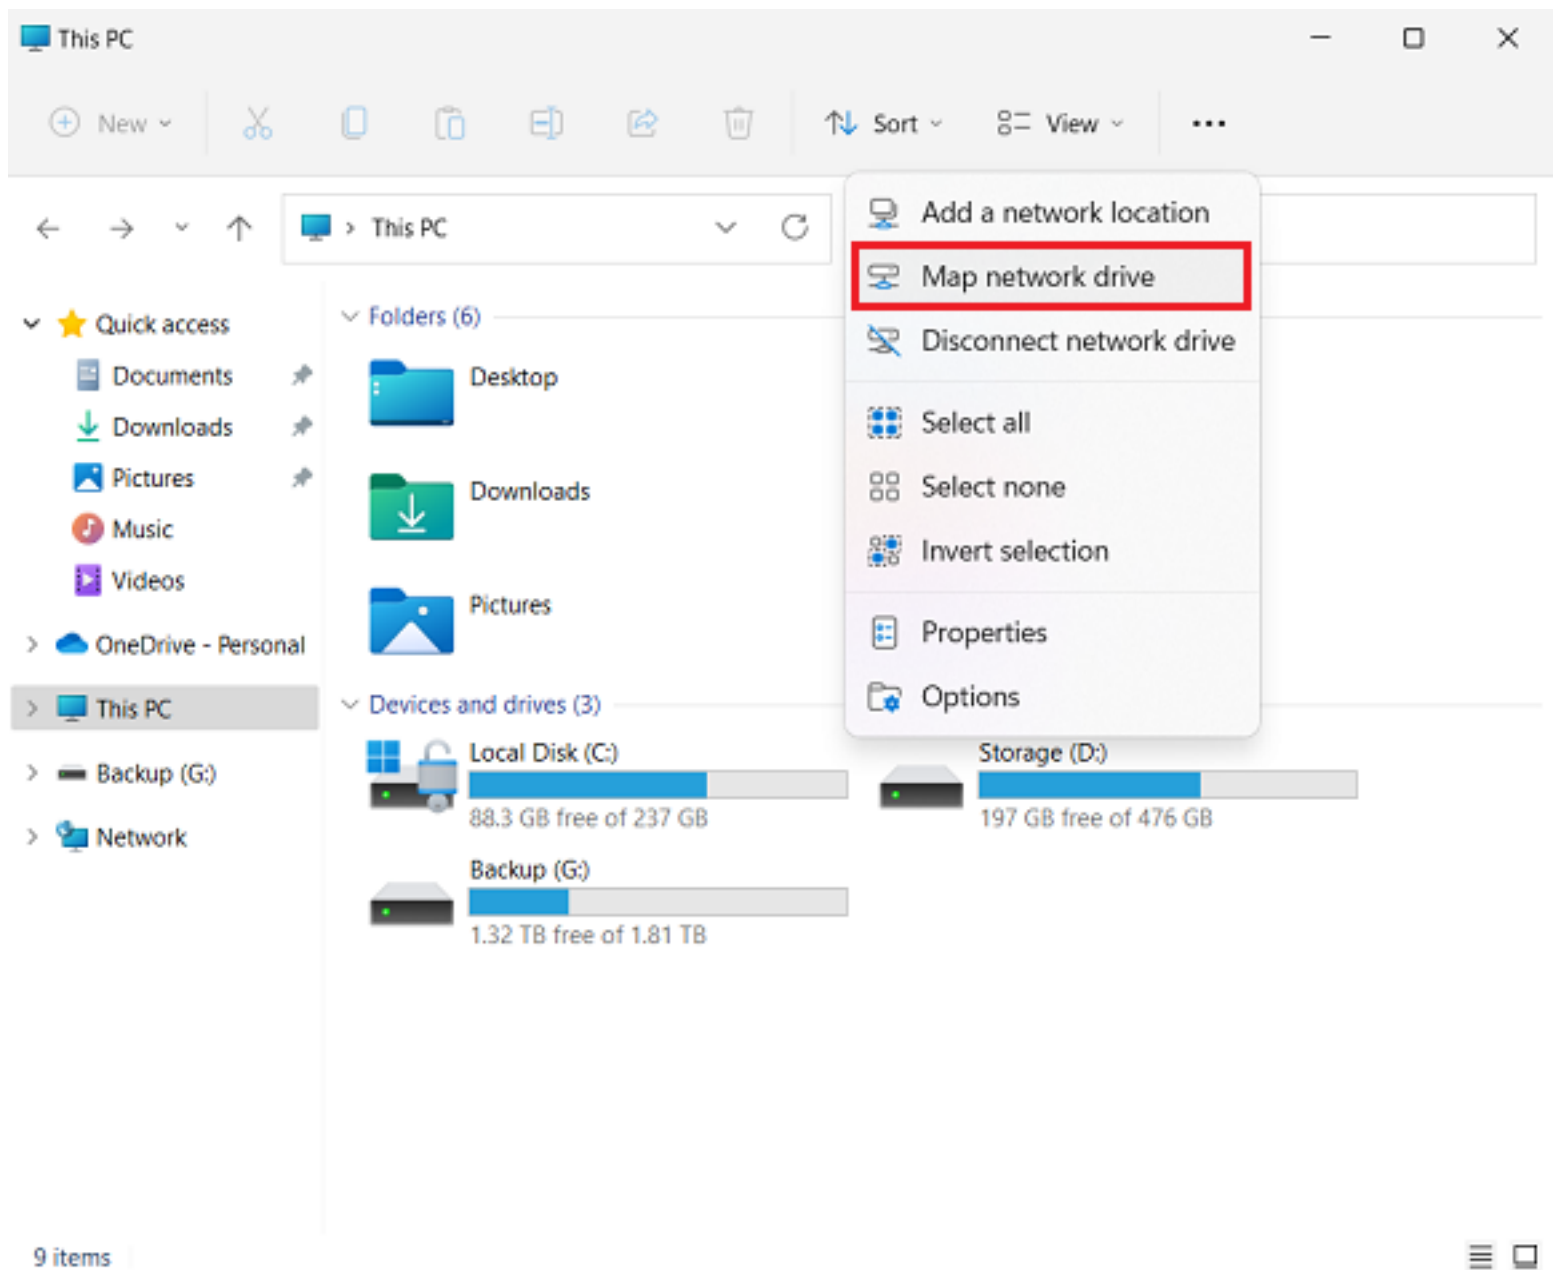 This PC
New
Sort
View
This PC
Add a network location
Map network drive
Disconnect network drive
Select all
Select none
Invert selection
Properties
Options
Quick access
Documents
Downloads
Pictures
Music
Videos
OneDrive - Personal
This PC
Backup (G:)
Network
Folders (6)
Desktop
Downloads
Pictures
Devices and drives (3)
Local Disk (C:)
88.3 GB free of 237 GB
Storage (D:)
197 GB free of 476 GB
Backup (G:)
1.32 TB free of 1.81 TB
9 items